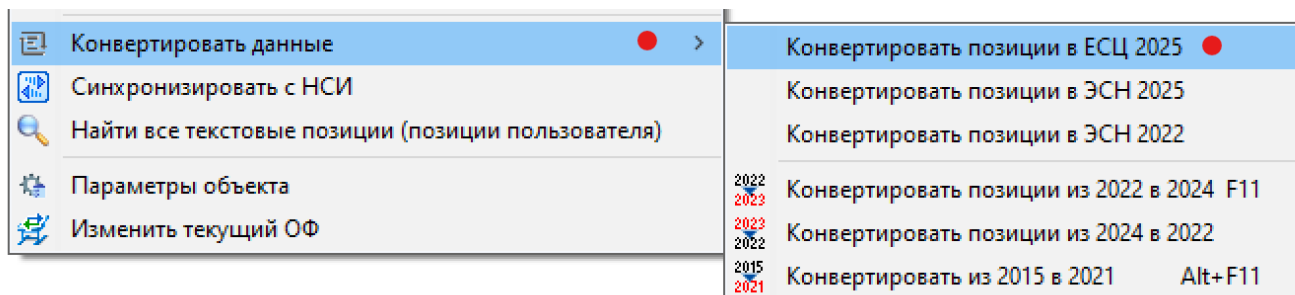 Конвертировать данные
Синхронизировать с НСИ
Найти все текстовые позиции (позиции пользователя)
Параметры объекта
Изменить текущий ОФ
Конвертировать позиции в ЕСЦ 2025
Конвертировать позиции в ЭСН 2025
Конвертировать позиции в ЭСН 2022
2022
2023
Конвертировать позиции из 2022 в 2024 F11
2023
2022
Конвертировать позиции из 2024 в 2022
2015
2021
Конвертировать из 2015 в 2021 Alt+F11